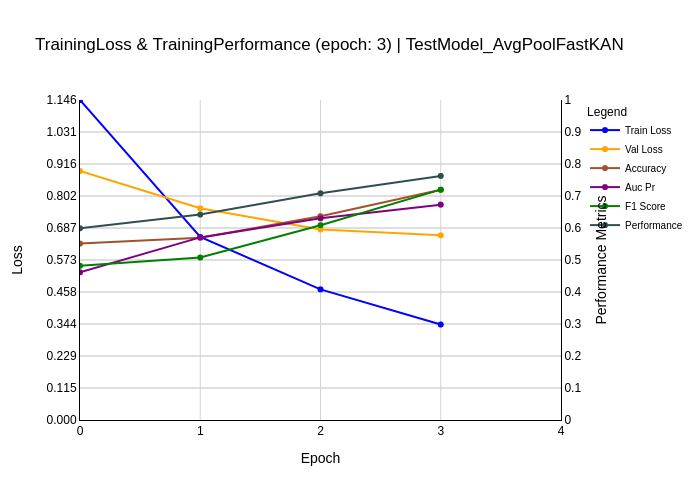 TrainingLoss & TrainingPerformance (epoch: 3) | TestModel_AvgPoolFastKAN
1.146
1.031
0.916
0.802
0.687
0.573
0.458
0.344
0.229
0.115
0.000
Loss
0
1
2
3
4
Epoch
1
0.9
0.8
0.7
0.6
0.5
0.4
0.3
0.2
0.1
0
Performance Metrics
Legend
Train Loss
Val Loss
Accuracy
Auc Pr
F1 Score
Performance